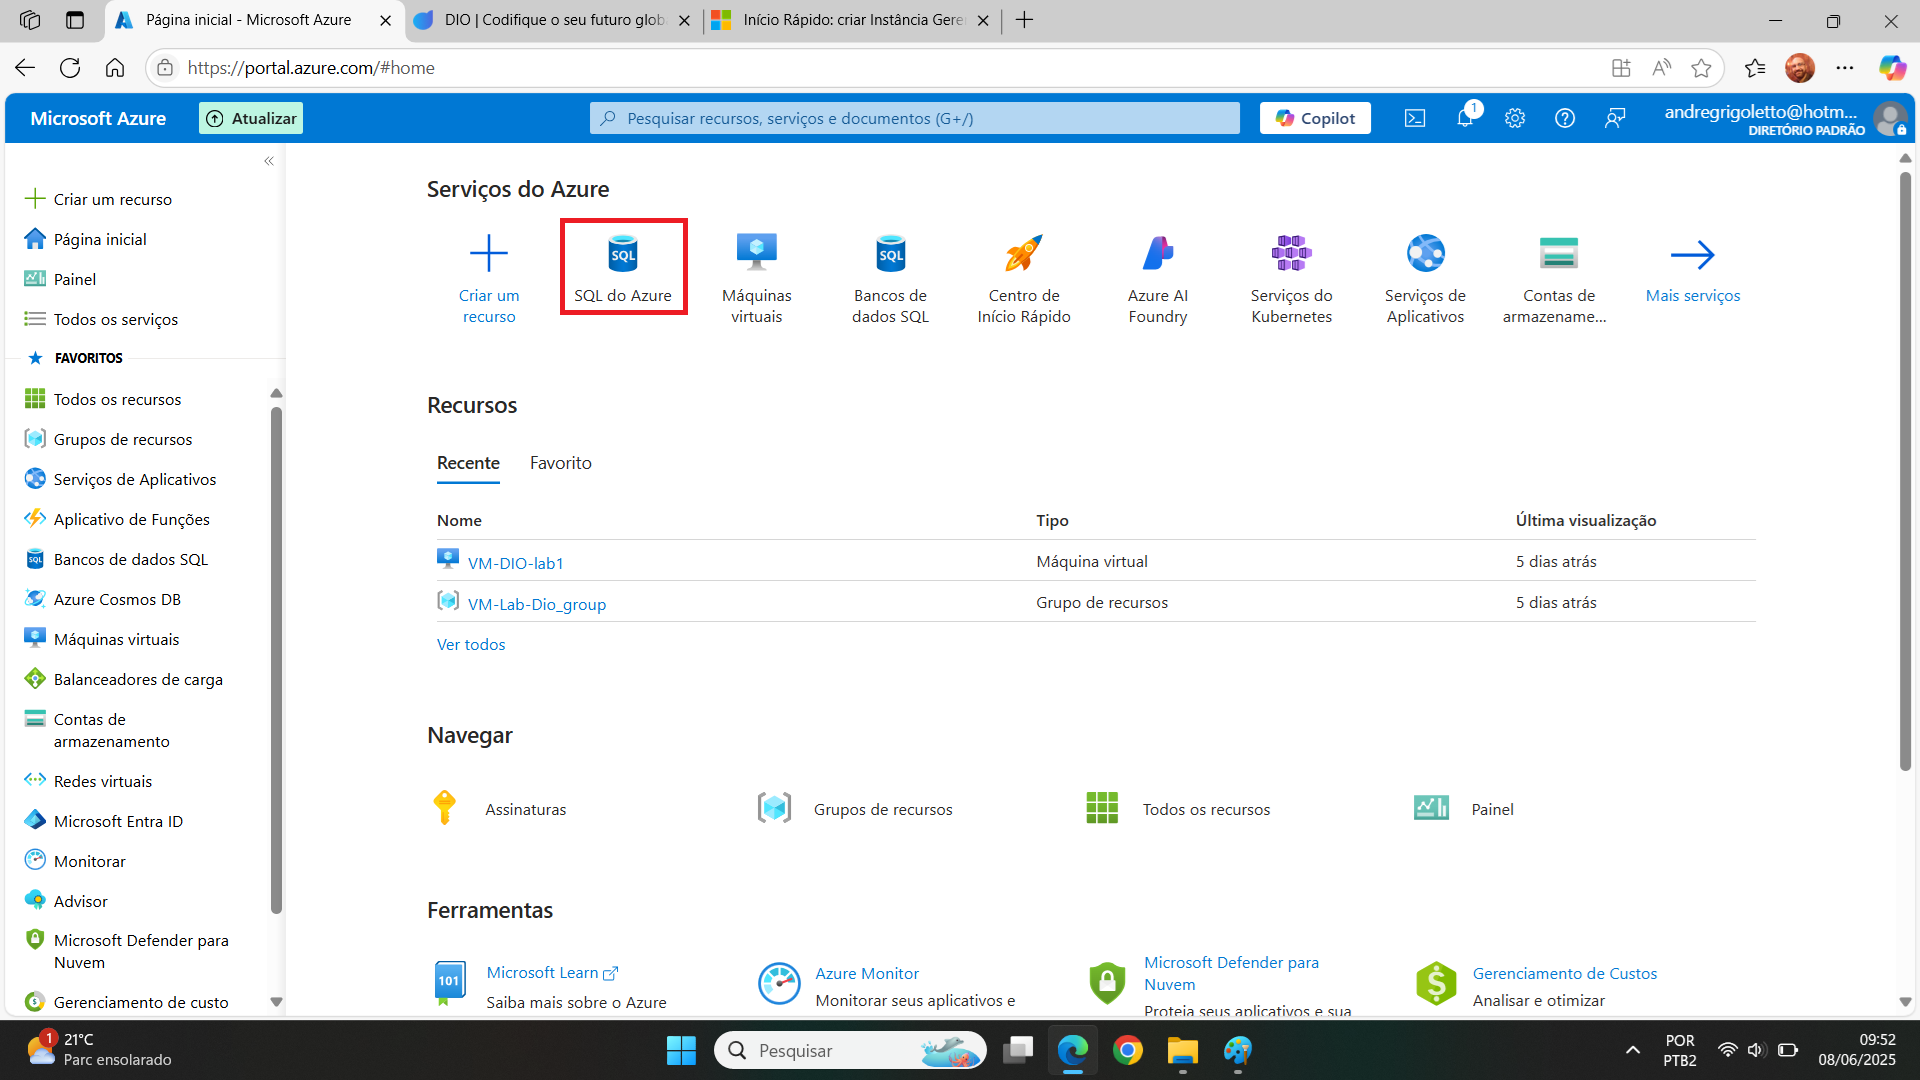 Página inicial - Microsoft Azure
DIO | Codifique o seu futuro glob
Início Rápido: criar Instância Gere
https://portal.azure.com/#home
Microsoft Azure
Atualizar
Pesquisar recursos, serviços e documentos (G+/)
Copilot
1
andregrigoletto@hotm...
DIRETÓRIO PADRÃO
Criar um recurso
Página inicial
Painel
Todos os serviços
FAVORITOS
Todos os recursos
Grupos de recursos
Serviços de Aplicativos
Aplicativo de Funções
Bancos de dados SQL
Azure Cosmos DB
Máquinas virtuais
Balanceadores de carga
Contas de
armazenamento
Redes virtuais
Microsoft Entra ID
Monitorar
Advisor
Microsoft Defender para
Nuvem
Gerenciamento de custo
Serviços do Azure
Criar um
recurso
SQL
SQL do Azure
Máquinas
virtuais
SQL
Bancos de
dados SQL
Centro de
Início Rápido
Azure AI
Foundry
Serviços do
Kubernetes
Serviços de
Aplicativos
Contas de
armazename...
Mais serviços
Recursos
Recente
Favorito
Nome Tipo Última visualização
VM-DIO-lab1 Máquina virtual 5 dias atrás
VM-Lab-Dio_group Grupo de recursos 5 dias atrás
Ver todos
Navegar
Assinaturas
Grupos de recursos
Todos os recursos
Painel
Ferramentas
101
Microsoft Learn
Saiba mais sobre o Azure
Azure Monitor
Monitorar seus aplicativos e
Microsoft Defender para
Nuvem
Proteja seus aplicativos e sua
Gerenciamento de Custos
Analisar e otimizar
1
21°C
Parc ensolarado
Pesquisar
POR
PTB2
09:52
08/06/2025